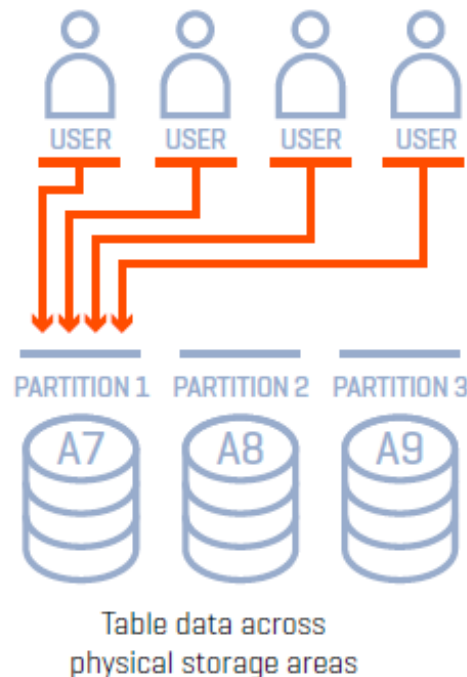 USER USER USER USER
PARTITION 1 PARTITION 2 PARTITION 3
A7 A8 A9
Table data across
physical storage areas